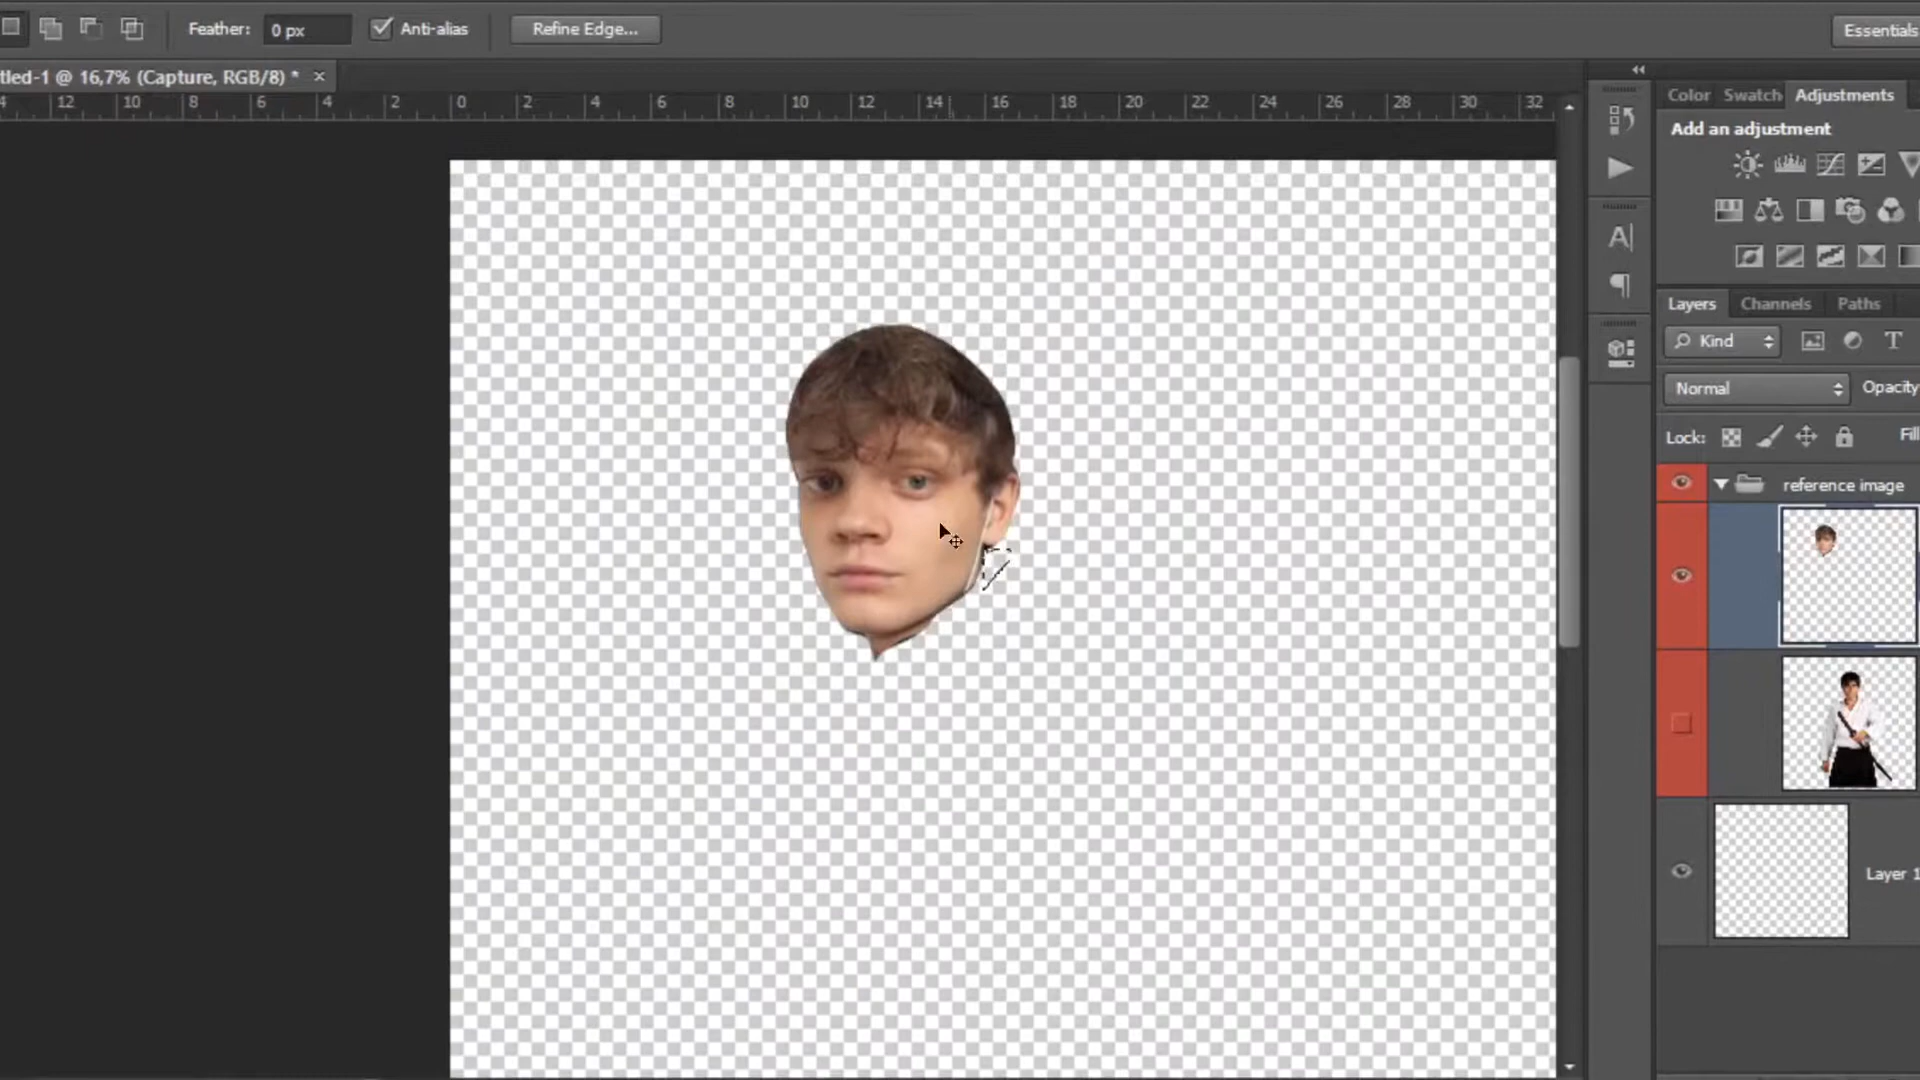 Feather: 0 px Anti-alias Refine Edge... Essentials
tled-1 @ 16,7% (Capture, RGB/8) * ×
4 12 10 8 6 4 2 0 2 4 6 8 10 12 14 16 18 20 22 24 26 28 30 32
Color Swatch Adjustments
Add an adjustment
A
Layers Channels Paths
Kind T
Normal Opacity
Lock: Fill
reference image
Layer 1